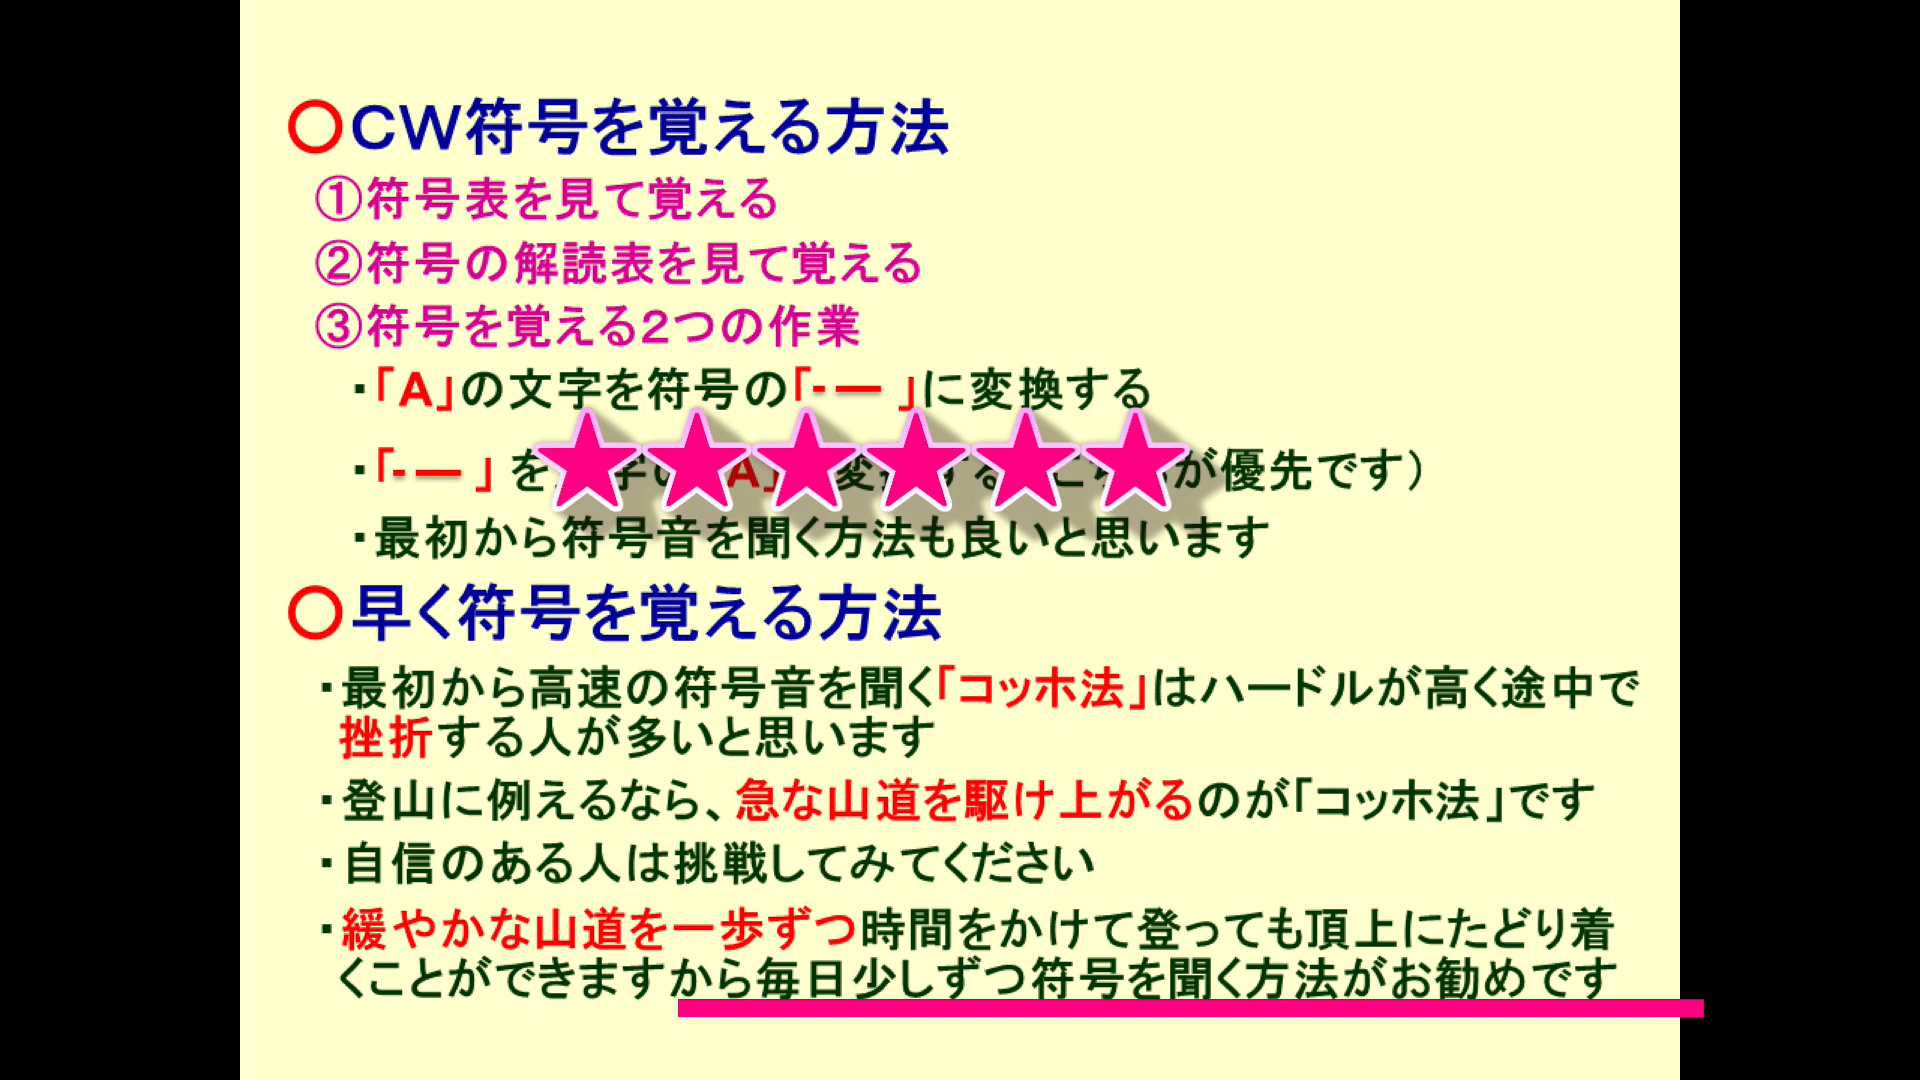 〇CW符号を覚える方法
①符号表を見て覚える
②符号の解読表を見て覚える
③符号を覚える2つの作業
・「A」の文字を符号の「-—」に変換する
・「-—」を 字 A」 変 する が優先です）
・最初から符号音を聞く方法も良いと思います
〇早く符号を覚える方法
・最初から高速の符号音を聞く「コッホ法」はハードルが高く途中で
挫折する人が多いと思います
・登山に例えるなら、急な山道を駆け上がるのが「コッホ法」です
・自信のある人は挑戦してみてください
・緩やかな山道を一歩ずつ時間をかけて登っても頂上にたどり着
くことができますから毎日少しずつ符号を聞く方法がお勧めです